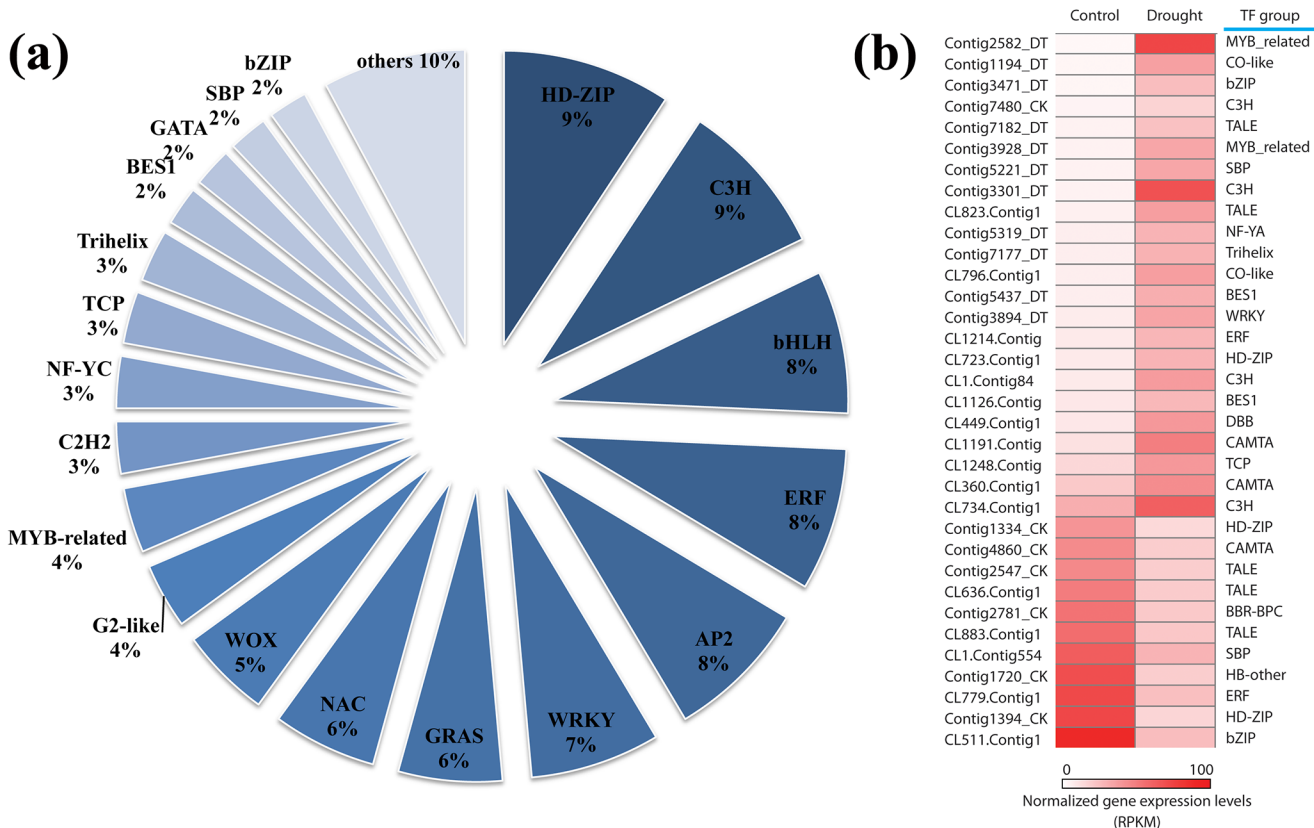 (a)
others 10%
HD-ZIP
9%
C3H
9%
bHLH
8%
ERF
8%
AP2
8%
WRKY
7%
GRAS
6%
NAC
6%
WOX
5%
G2-like
4%
MYB-related
4%
C2H2
3%
NF-YC
3%
TCP
3%
Trihelix
3%
BES1
2%
GATA
2%
SBP
2%
bZIP
2%
(b)
Control Drought TF group
Contig2582_DT MYB_related
Contig1194_DT CO-like
Contig3471_DT bZIP
Contig7480_CK C3H
Contig7182_DT TALE
Contig3928_DT MYB_related
Contig5221_DT SBP
Contig3301_DT C3H
CL823.Contig1 TALE
Contig5319_DT NF-YA
Contig7177_DT Trihelix
CL796.Contig1 CO-like
Contig5437_DT BES1
Contig3894_DT WRKY
CL1214.Contig ERF
CL723.Contig1 HD-ZIP
CL1.Contig84 C3H
CL1126.Contig BES1
CL449.Contig1 DBB
CL1191.Contig CAMTA
CL1248.Contig TCP
CL360.Contig1 CAMTA
CL734.Contig1 C3H
Contig1334_CK HD-ZIP
Contig4860_CK CAMTA
Contig2547_CK TALE
CL636.Contig1 TALE
Contig2781_CK BBR-BPC
CL883.Contig1 TALE
CL1.Contig554 SBP
Contig1720_CK HB-other
CL779.Contig1 ERF
Contig1394_CK HD-ZIP
CL511.Contig1 bZIP
0 100
Normalized gene expression levels
(RPKM)